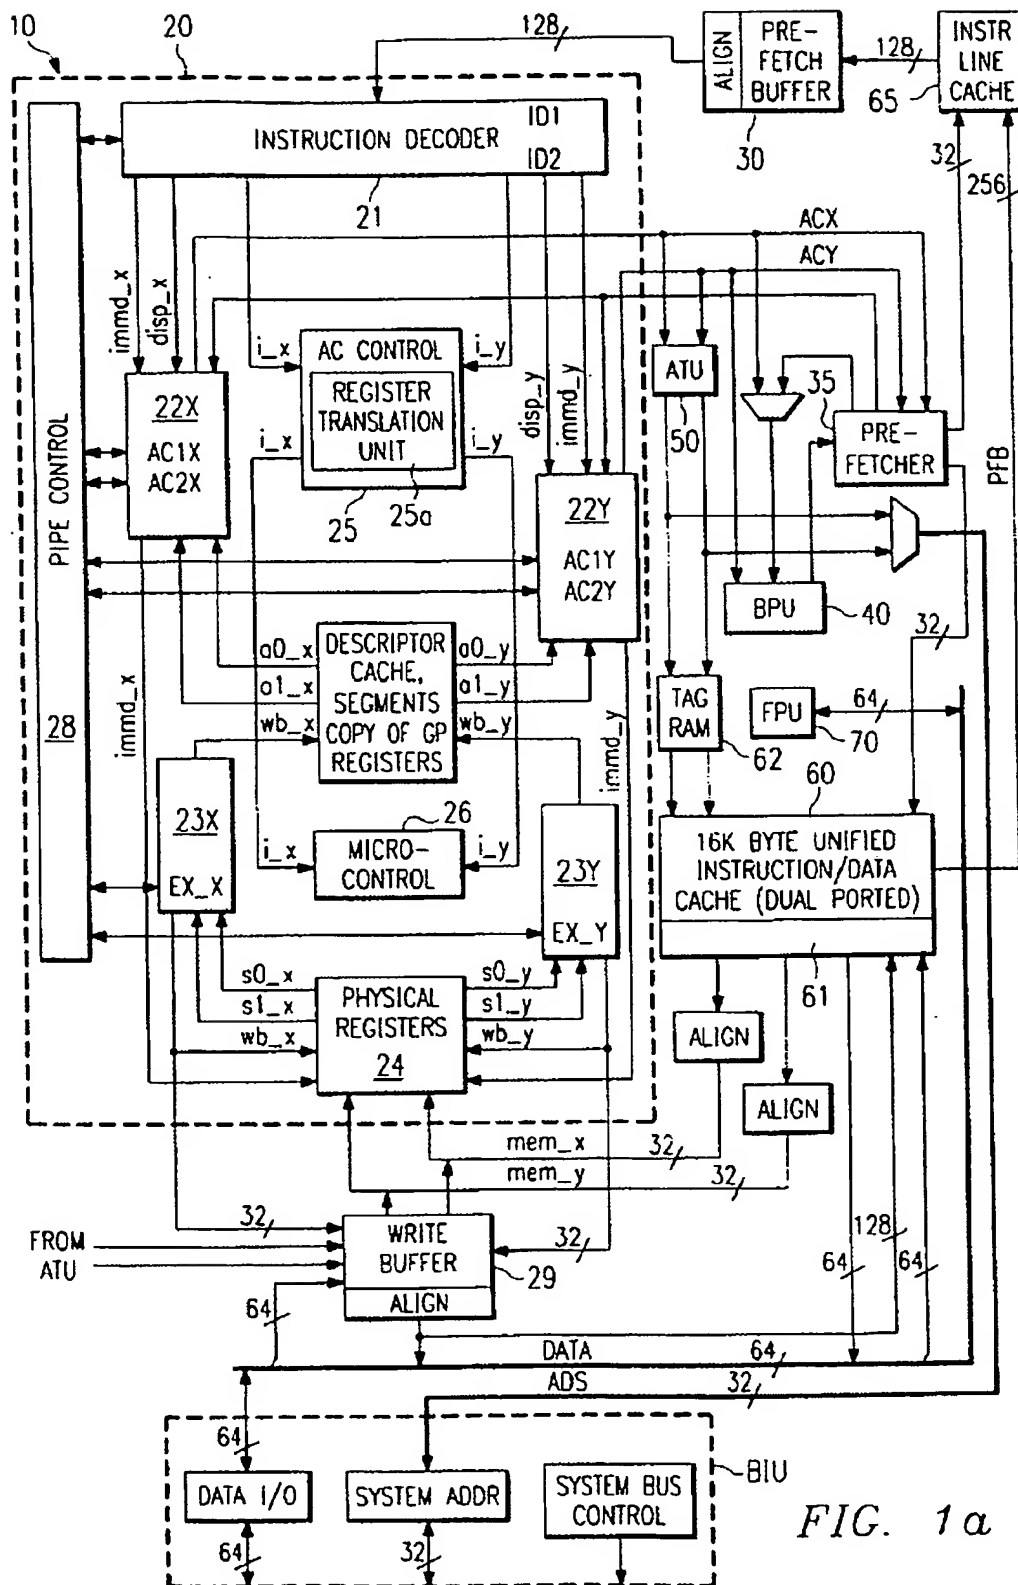 10
20
128
ALIGN
PRE-
FETCH
BUFFER
30
128
INSTR
LINE
CACHE
65
INSTRUCTION DECODER
ID1
ID2
21
32
256
PFB
ACX
ACY
immd_x
disp_x
i_x
AC CONTROL
REGISTER
TRANSLATION
UNIT
i_y
i_x
i_y
25
25a
disp_y
immd_y
22X
AC1X
AC2X
22Y
AC1Y
AC2Y
ATU
50
35
PRE-
FETCHER
BPU
40
32
PIPE CONTROL
28
immd_x
a0_x
a1_x
wb_x
DESCRIPTOR
CACHE,
SEGMENTS
COPY OF GP
REGISTERS
a0_y
a1_y
wb_y
immd_y
TAG
RAM
62
FPU
70
64
60
23X
EX_X
26
i_x
MICRO-
CONTROL
i_y
23Y
EX_Y
16K BYTE UNIFIED
INSTRUCTION/DATA
CACHE (DUAL PORTED)
61
s0_x
s1_x
wb_x
PHYSICAL
REGISTERS
24
s0_y
s1_y
wb_y
ALIGN
ALIGN
mem_x
32
mem_y
32
32
FROM
ATU
WRITE
BUFFER
ALIGN
29
32
64
64
128
64
DATA
64
ADS
32
64
DATA I/O
SYSTEM ADDR
SYSTEM BUS
CONTROL
BIU
64
32
FIG. 1a